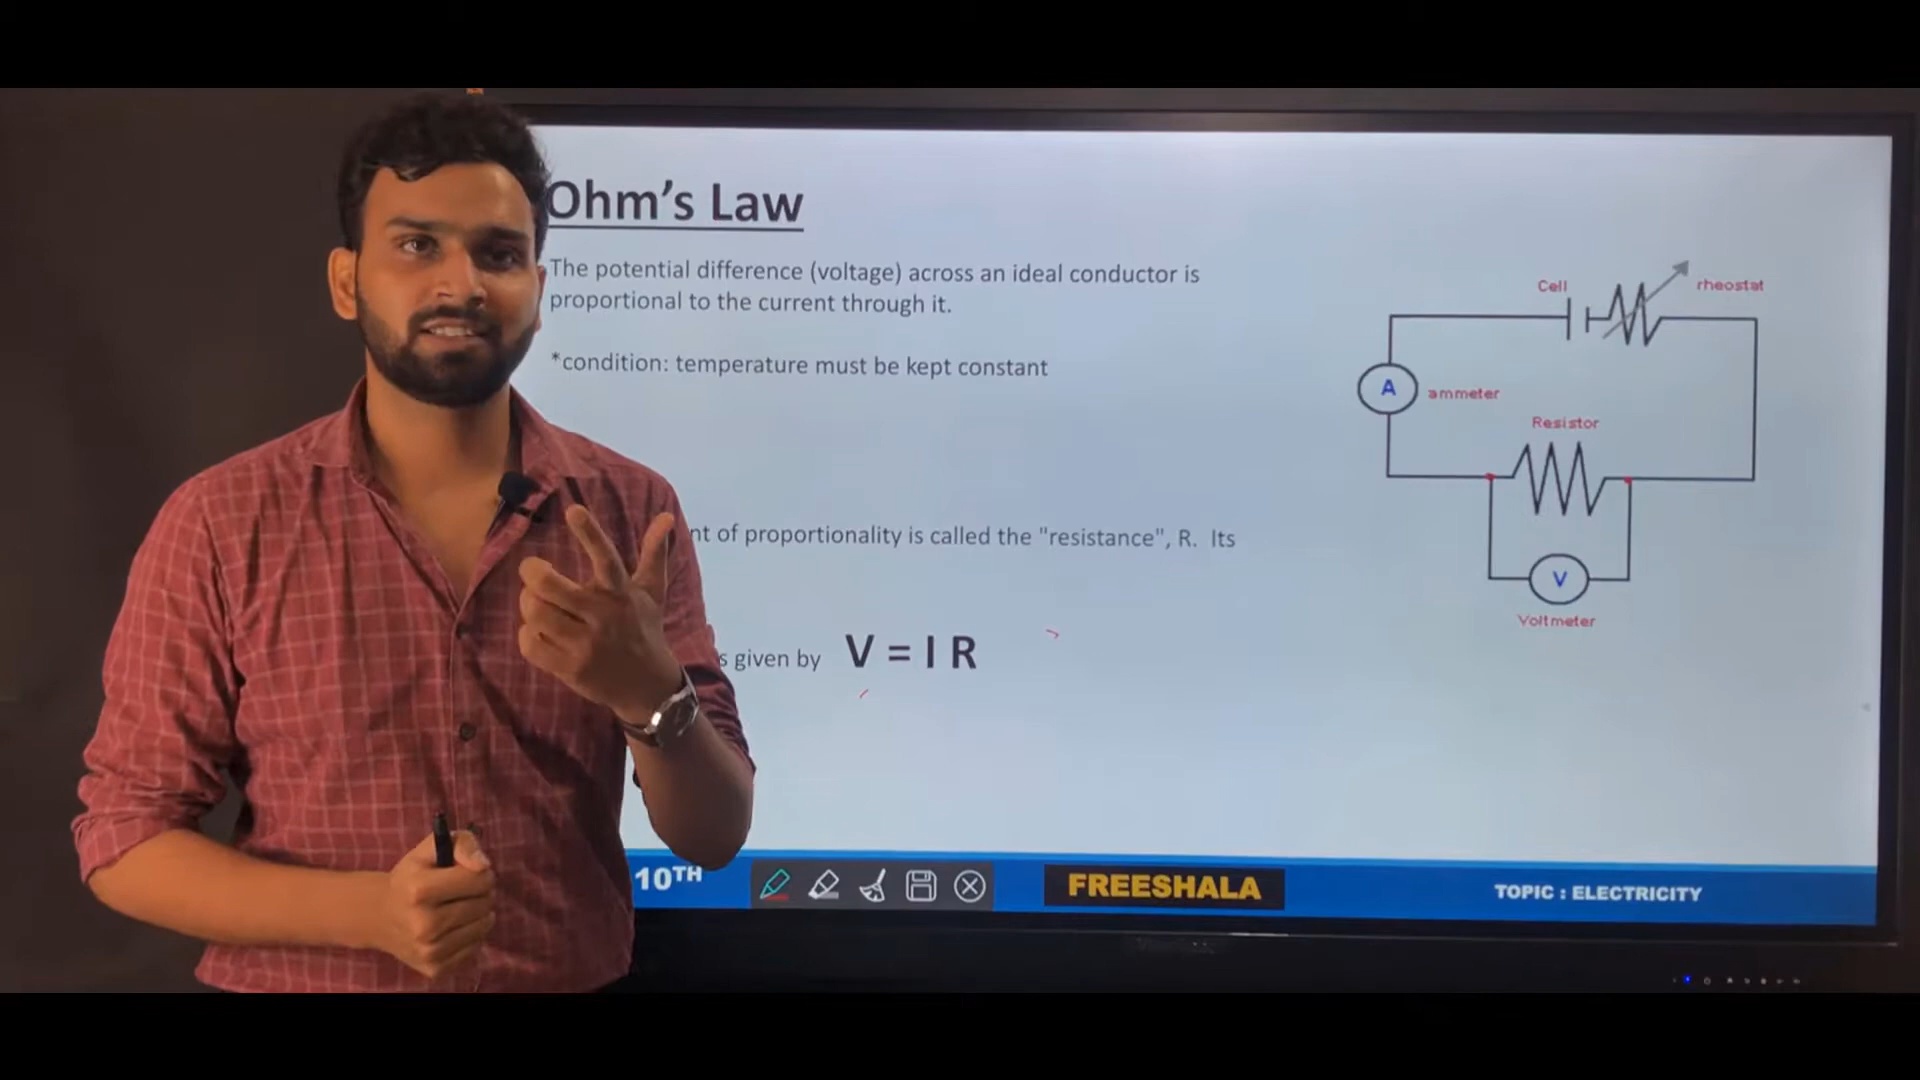 Ohm's Law
The potential difference (voltage) across an ideal conductor is
proportional to the current through it.
*condition: temperature must be kept constant
of proportionality is called the "resistance", R. Its
given by V = I R
Cell
rheostat
A
ammeter
Resistor
V
Voltmeter
10TH
FREESHALA
TOPIC : ELECTRICITY